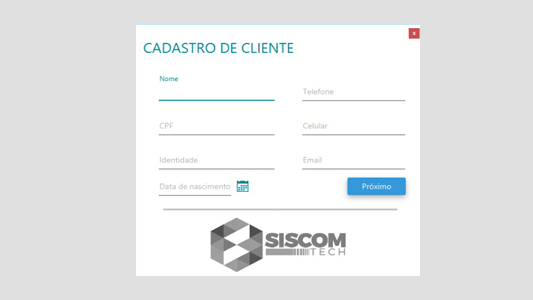 x
CADASTRO DE CLIENTE
Nome
Telefone
CPF
Celular
Identidade
Email
Data de nascimento
Próximo
SISCOM
TECH